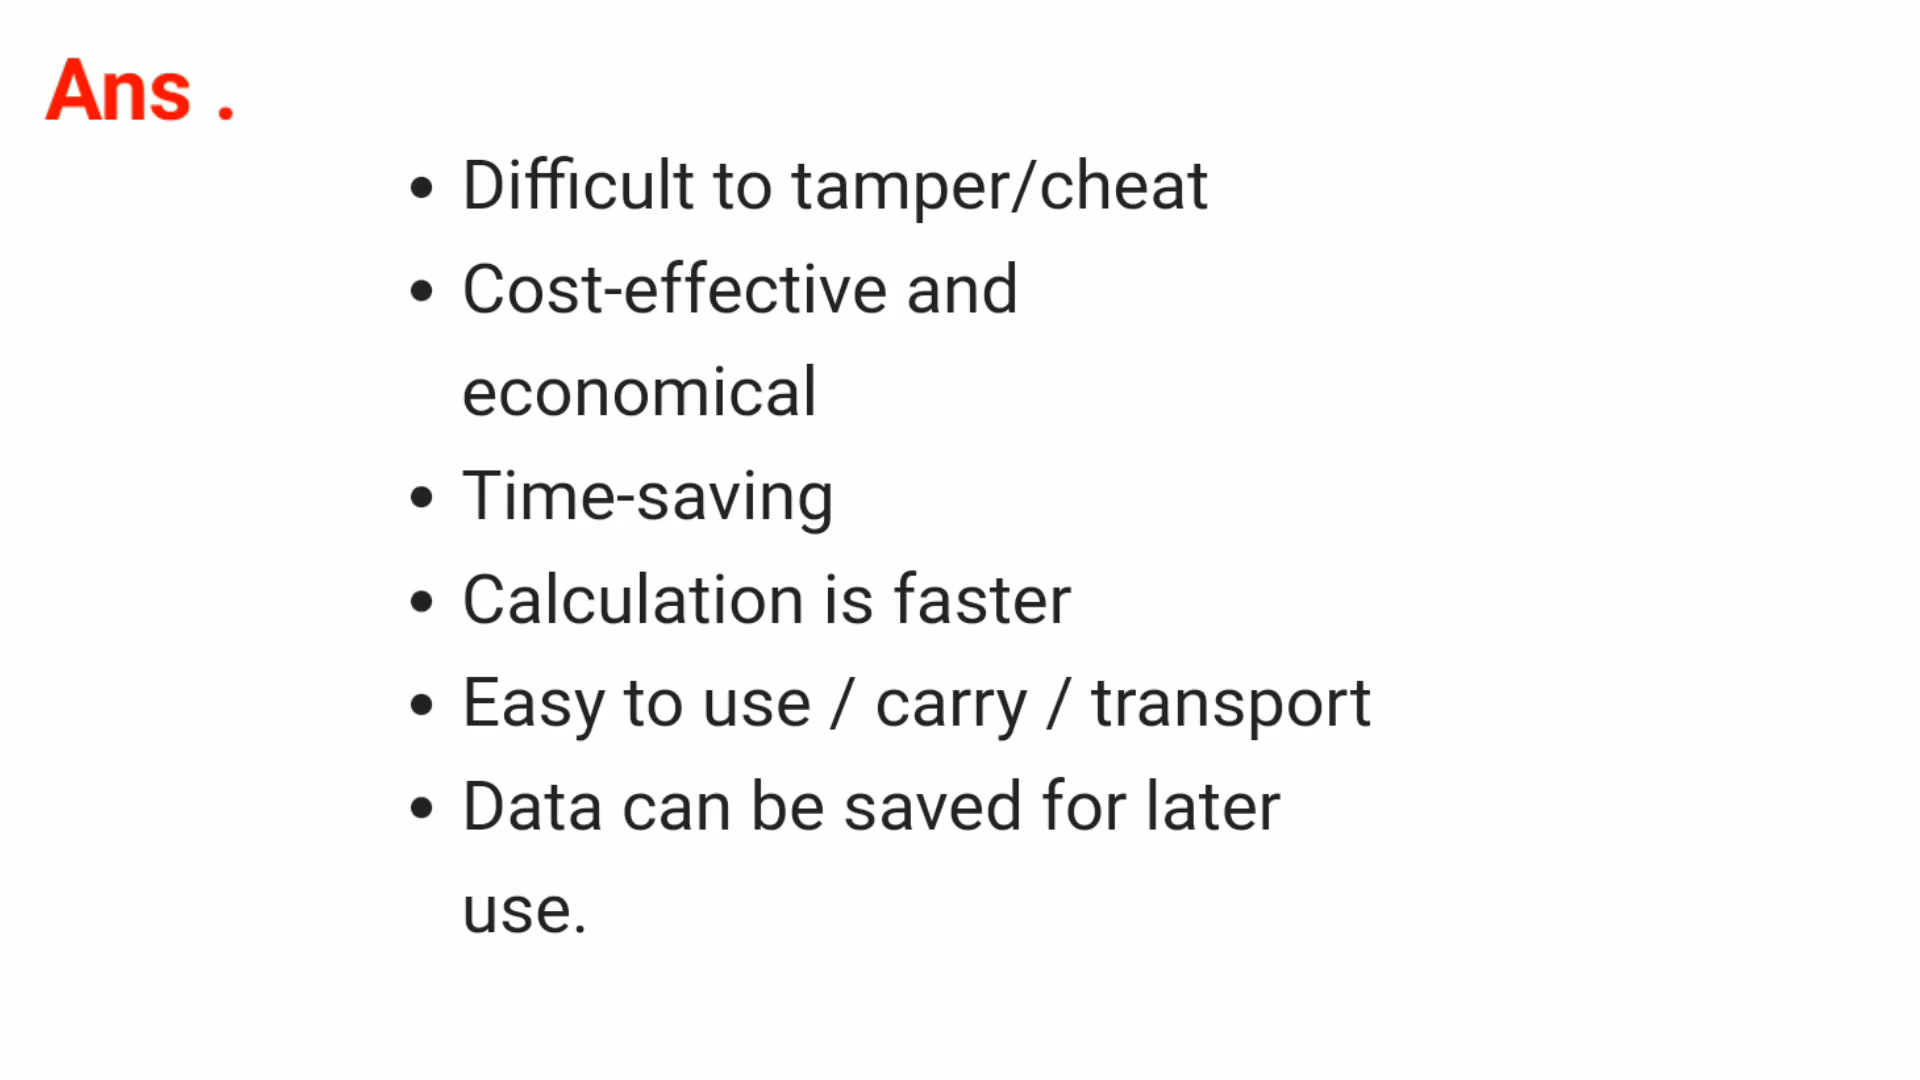 Ans .
• Difficult to tamper/cheat
• Cost-effective and
economical
• Time-saving
• Calculation is faster
• Easy to use / carry / transport
• Data can be saved for later
use.